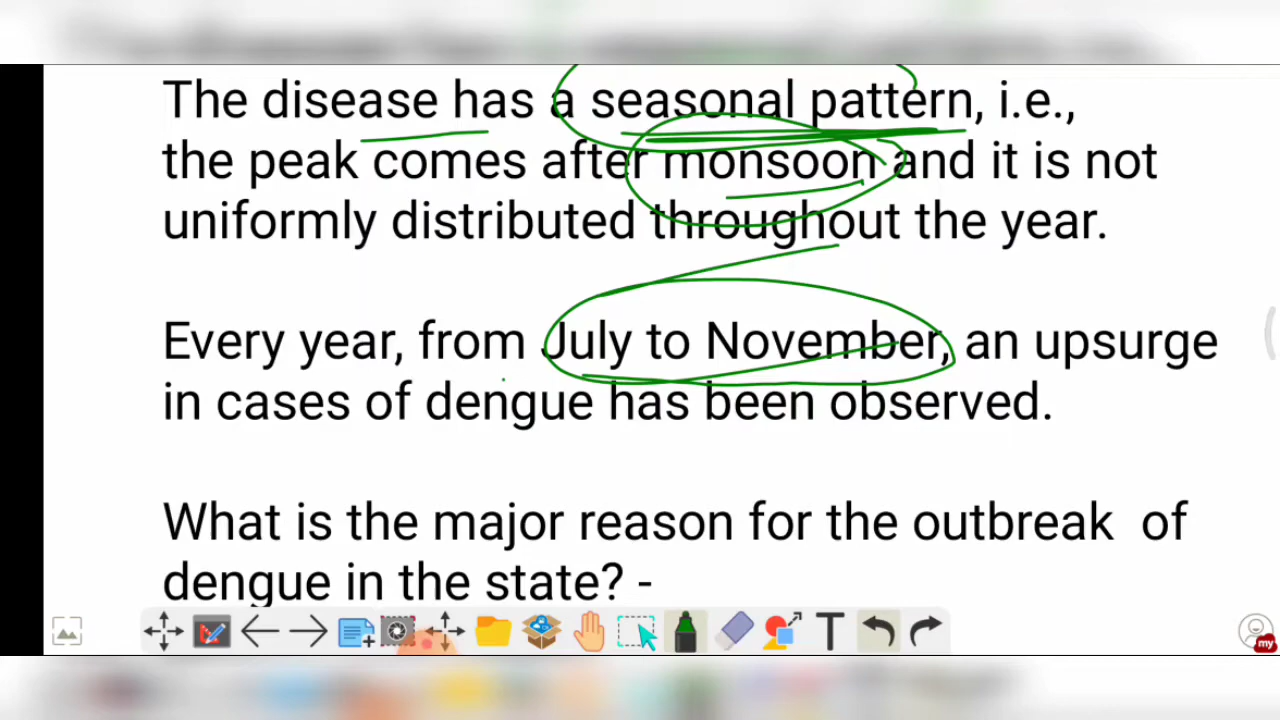 The disease has a seasonal pattern, i.e.,
the peak comes after monsoon and it is not
uniformly distributed throughout the year.
Every year, from July to November, an upsurge
in cases of dengue has been observed.
What is the major reason for the outbreak of
dengue in the state? -
T
my